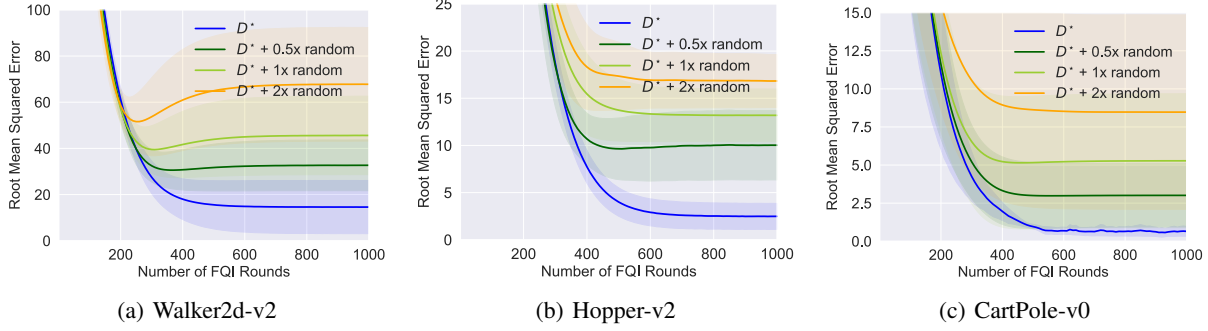 Root Mean Squared Error
100
80
60
40
20
0
200
400
600
800
1000
Number of FQI Rounds
D* 
D* + 0.5x random
D* + 1x random
D* + 2x random
(a) Walker2d-v2
Root Mean Squared Error
25
20
15
10
5
0
200
400
600
800
1000
Number of FQI Rounds
D*
D* + 0.5x random
D* + 1x random
D* + 2x random
(b) Hopper-v2
Root Mean Squared Error
15.0
12.5
10.0
7.5
5.0
2.5
0.0
200
400
600
800
1000
Number of FQI Rounds
D*
D* + 0.5x random
D* + 1x random
D* + 2x random
(c) CartPole-v0